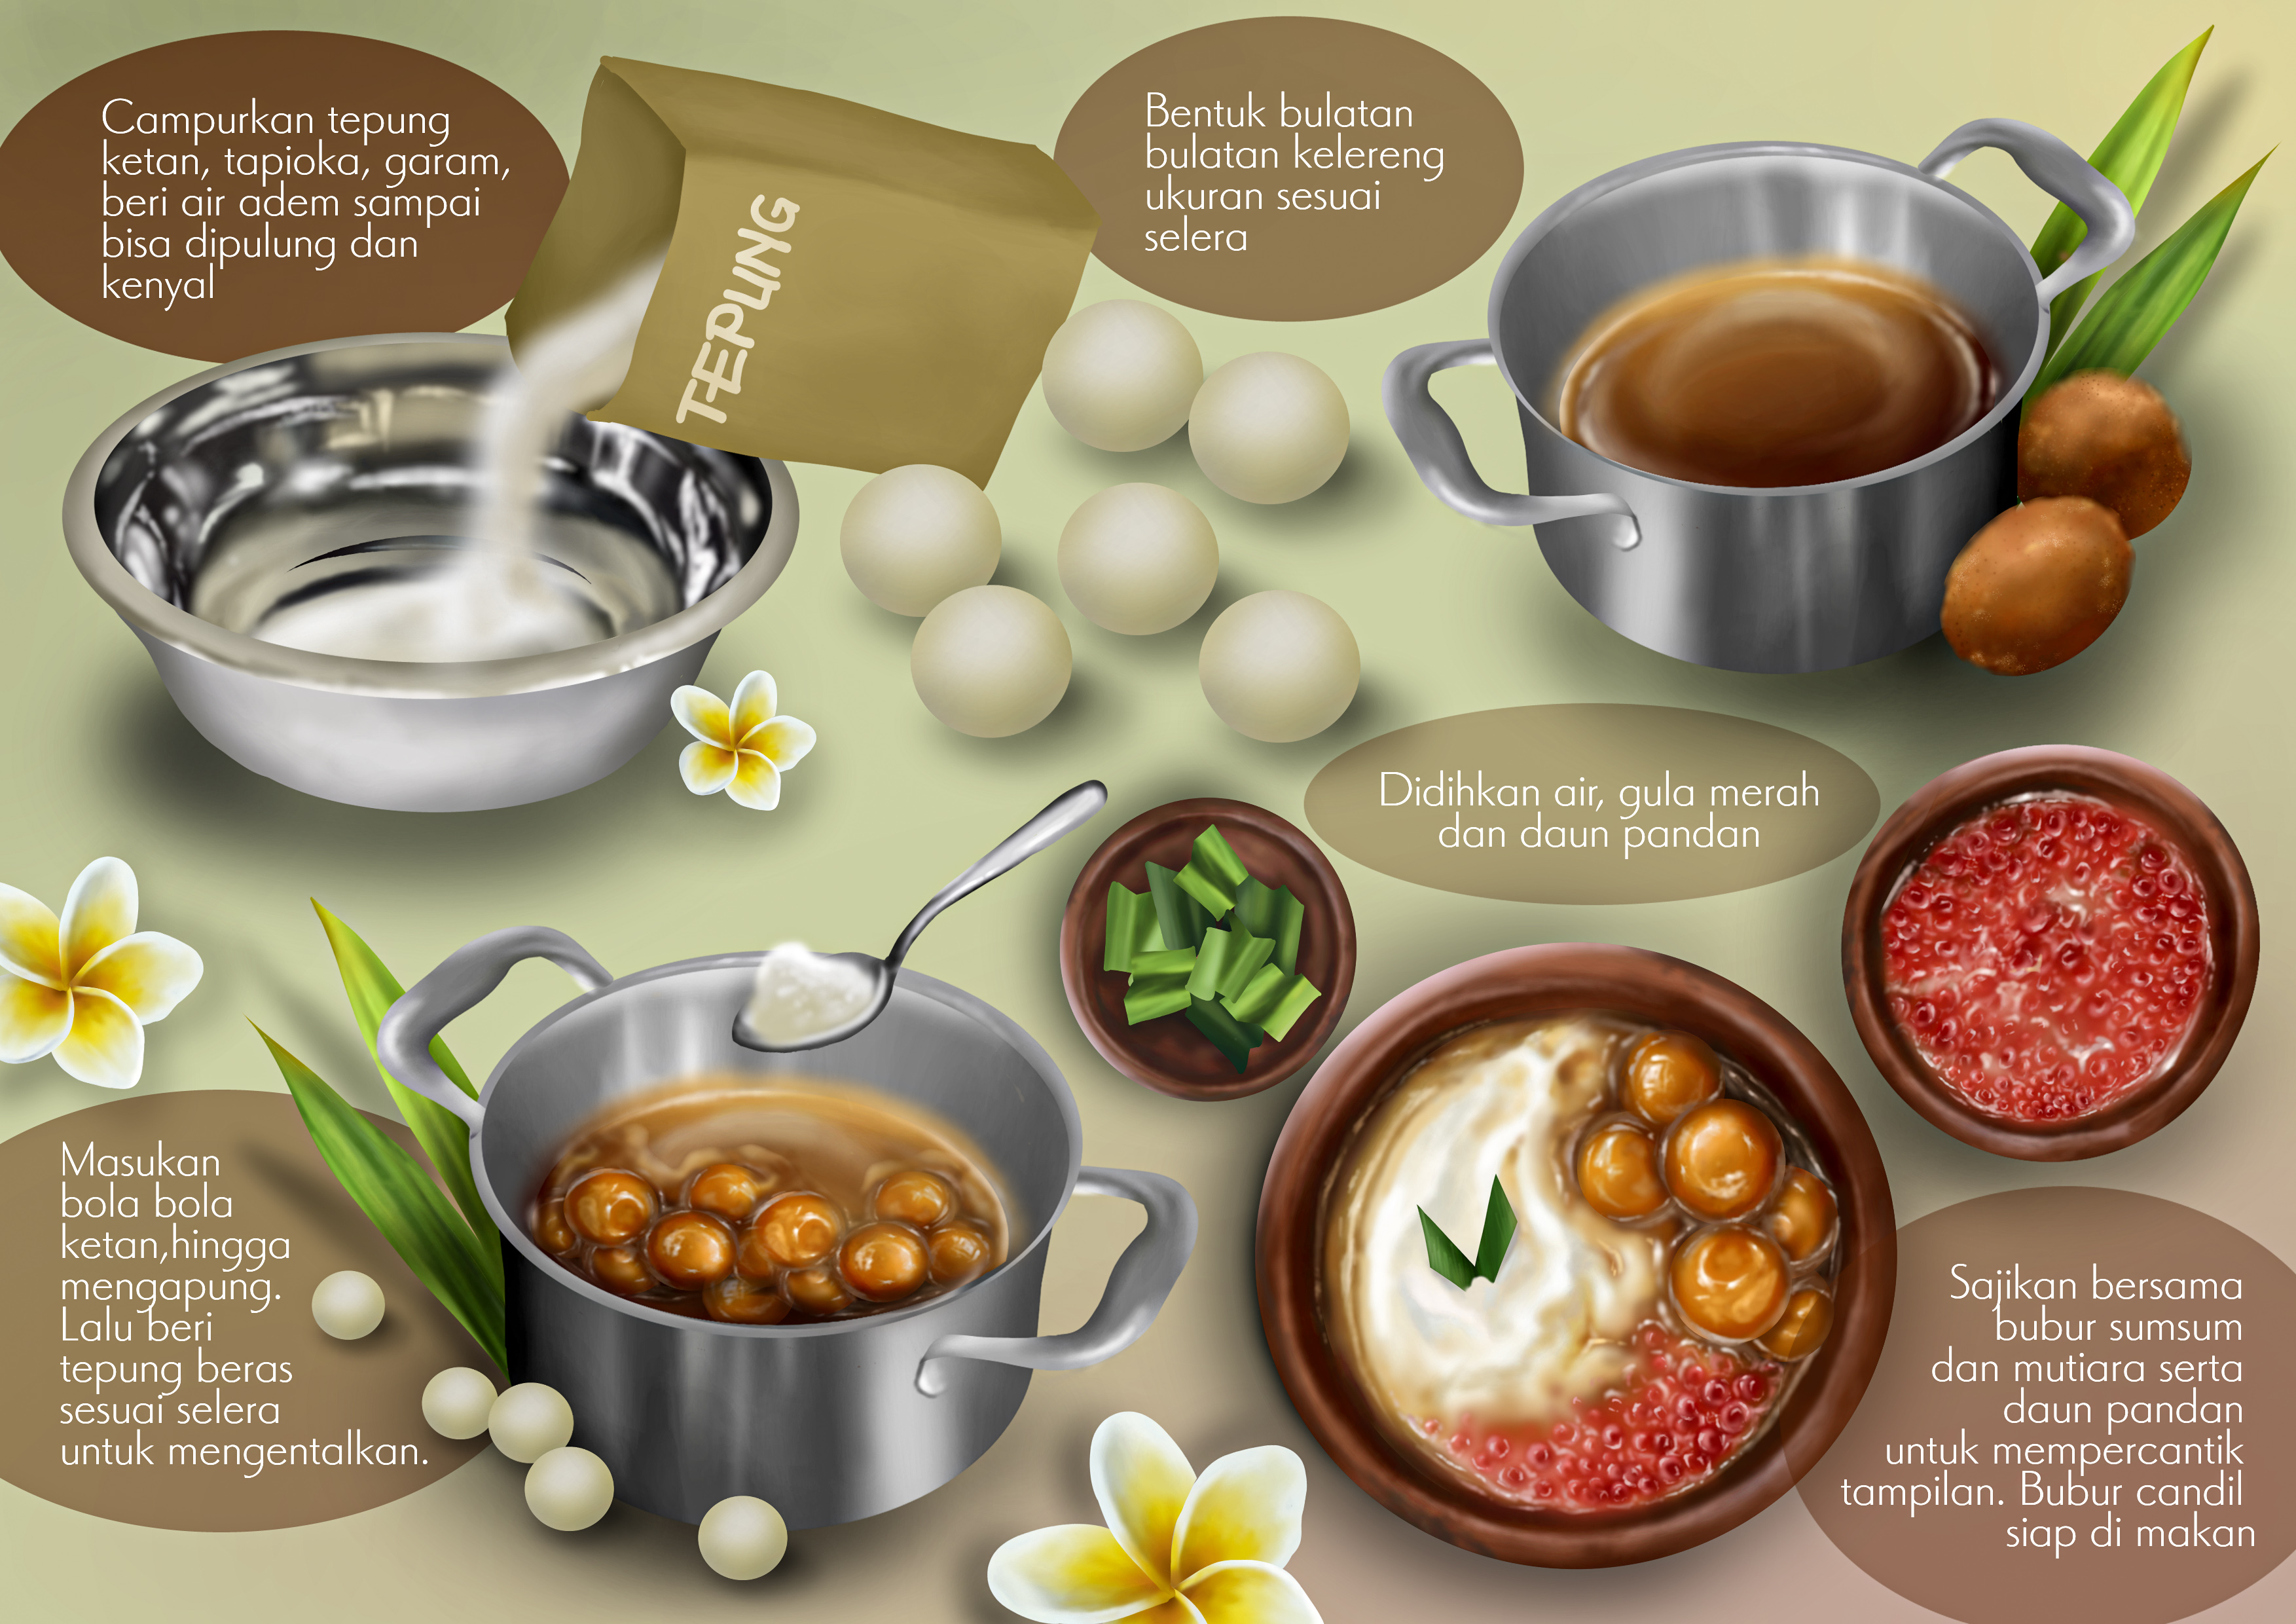 Campurkan tepung
ketan, tapioka, garam,
beri air adem sampai
bisa dipulung dan
kenyal
TEPUNG
Bentuk bulatan
bulatan kelereng
ukuran sesuai
selera
Didihkan air, gula merah
dan daun pandan
Masukan
bola bola
ketan,hingga
mengapung.
Lalu beri
tepung beras
sesuai selera
untuk mengentalkan.
Sajikan bersama
bubur sumsum
dan mutiara serta
daun pandan
untuk mempercantik
tampilan. Bubur candil
siap di makan